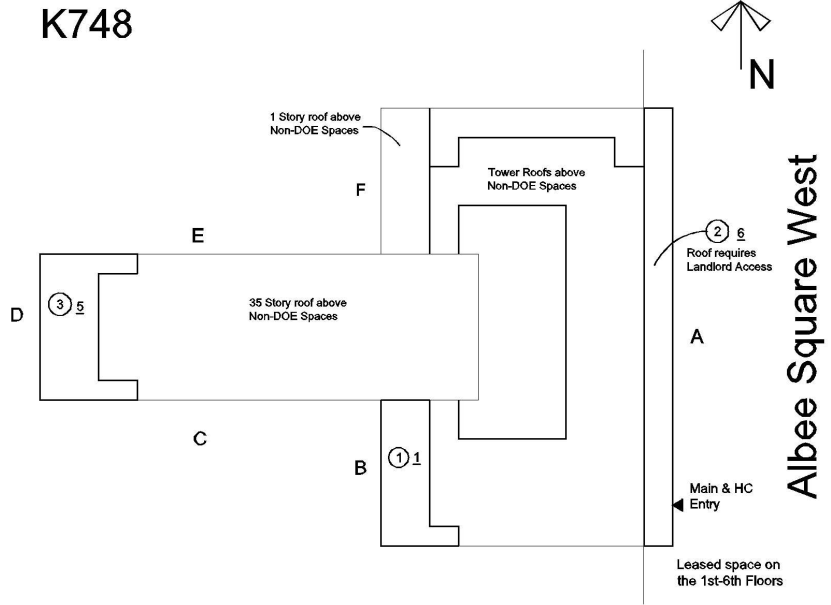 K748
N
1 Story roof above
Non-DOE Spaces
Tower Roofs above
Non-DOE Spaces
F
E
2 6
Roof requires
Landlord Access
Albee Square West
D
3 5
35 Story roof above
Non-DOE Spaces
A
C
B
1 1
Main & HC
Entry
Leased space on
the 1st-6th Floors